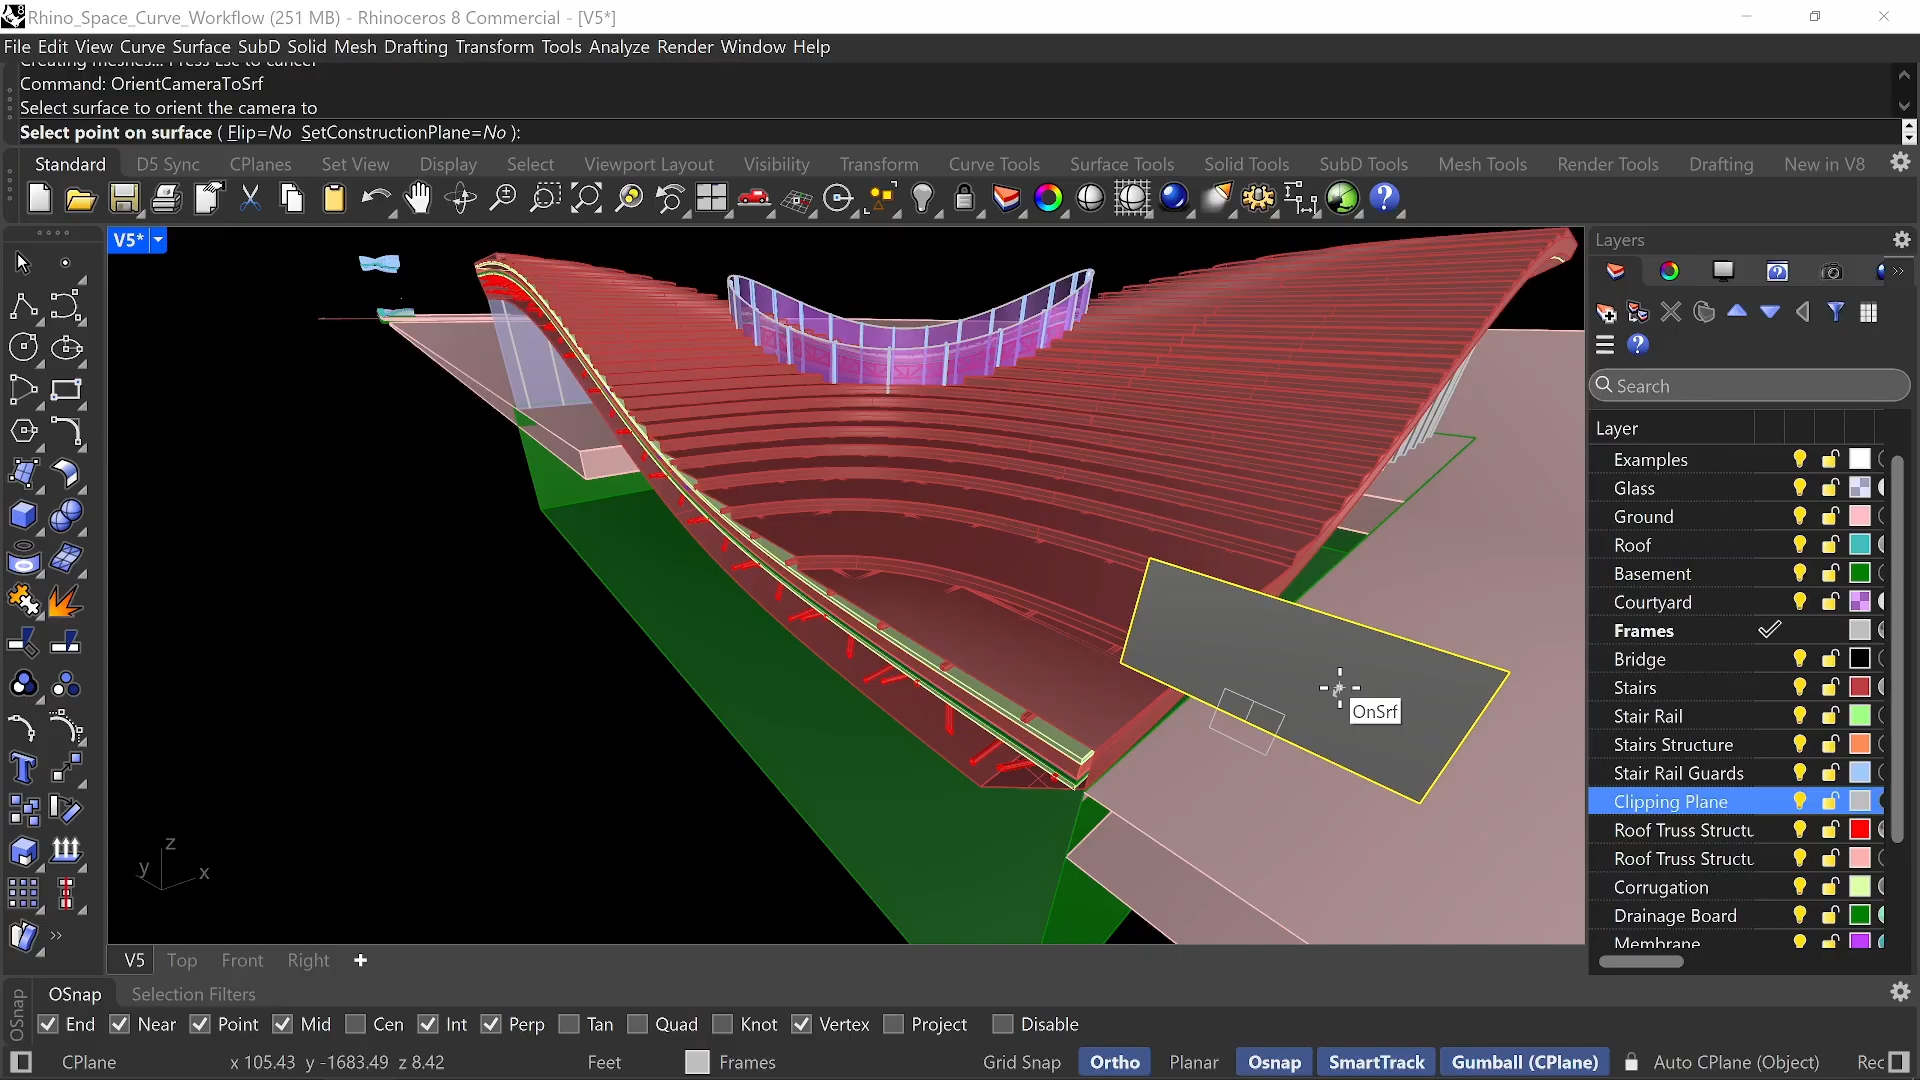 Rhino_Space_Curve_Workflow (251 MB) - Rhinoceros 8 Commercial - [V5*]
File Edit View Curve Surface SubD Solid Mesh Drafting Transform Tools Analyze Render Window Help
Creating meshes... Press Esc to cancel
Command: OrientCameraToSrf
Select surface to orient the camera to
Select point on surface ( Flip=No SetConstructionPlane=No ):
Standard D5 Sync CPlanes Set View Display Select Viewport Layout Visibility Transform Curve Tools Surface Tools Solid Tools SubD Tools Mesh Tools Render Tools Drafting New in V8
V5*
Layers
Search
Layer
Examples
Glass
Ground
Roof
Basement
Courtyard
Frames
Bridge
Stairs
Stair Rail
Stairs Structure
Stair Rail Guards
Clipping Plane
Roof Truss Structu
Roof Truss Structu
Corrugation
Drainage Board
Membrane
OnSrf
z
y x
V5 Top Front Right
OSnap Selection Filters
OSnap
End Near Point Mid Cen Int Perp Tan Quad Knot Vertex Project Disable
CPlane x 105.43 y -1683.49 z 8.42 Feet Frames Grid Snap Ortho Planar Osnap SmartTrack Gumball (CPlane) Auto CPlane (Object) Rec